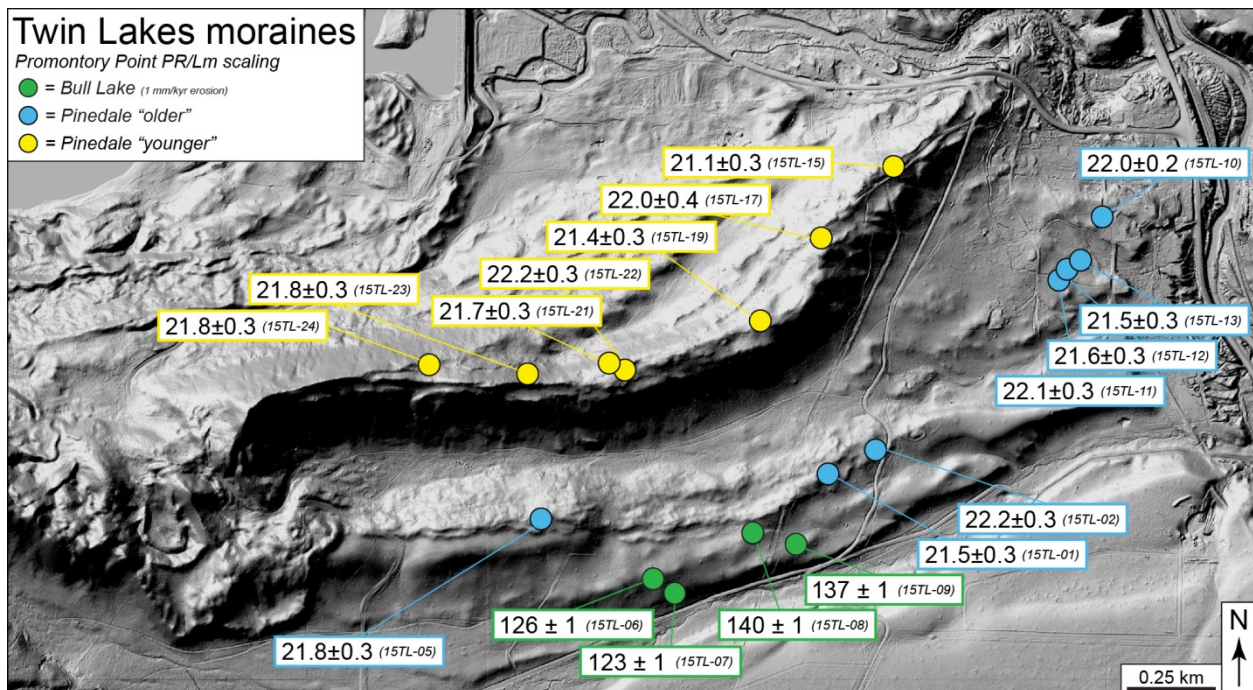 Twin Lakes moraines
Promontory Point PR/Lm scaling
= Bull Lake (1 mm/kyr erosion)
= Pinedale “older”
= Pinedale “younger”
21.1±0.3 (15TL-15)
22.0±0.4 (15TL-17)
21.4±0.3 (15TL-19)
22.2±0.3 (15TL-22)
21.8±0.3 (15TL-23)
21.7±0.3 (15TL-21)
21.8±0.3 (15TL-24)
22.0±0.2 (15TL-10)
21.5±0.3 (15TL-13)
21.6±0.3 (15TL-12)
22.1±0.3 (15TL-11)
22.2±0.3 (15TL-02)
21.5±0.3 (15TL-01)
137 ± 1 (15TL-09)
126 ± 1 (15TL-06)
140 ± 1 (15TL-08)
21.8±0.3 (15TL-05)
123 ± 1 (15TL-07)
N
0.25 km